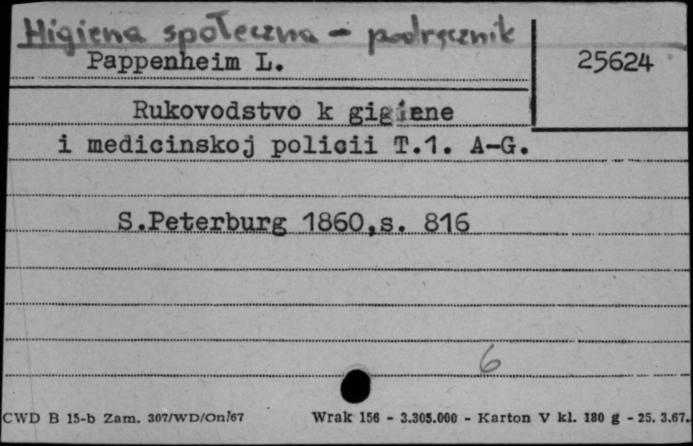 Higiena społeczna – podręcznik
Pappenheim L.
25624
Rukovodstvo k gigiene
i medicinskoj policii T.1. A-G.
S.Peterburg 1860,s. 816
6
CWD B 15-b Zam. 307/WD/On/67 Wrak 156 - 3.305.000 - Karton V kl. 180 g - 25. 3.67.